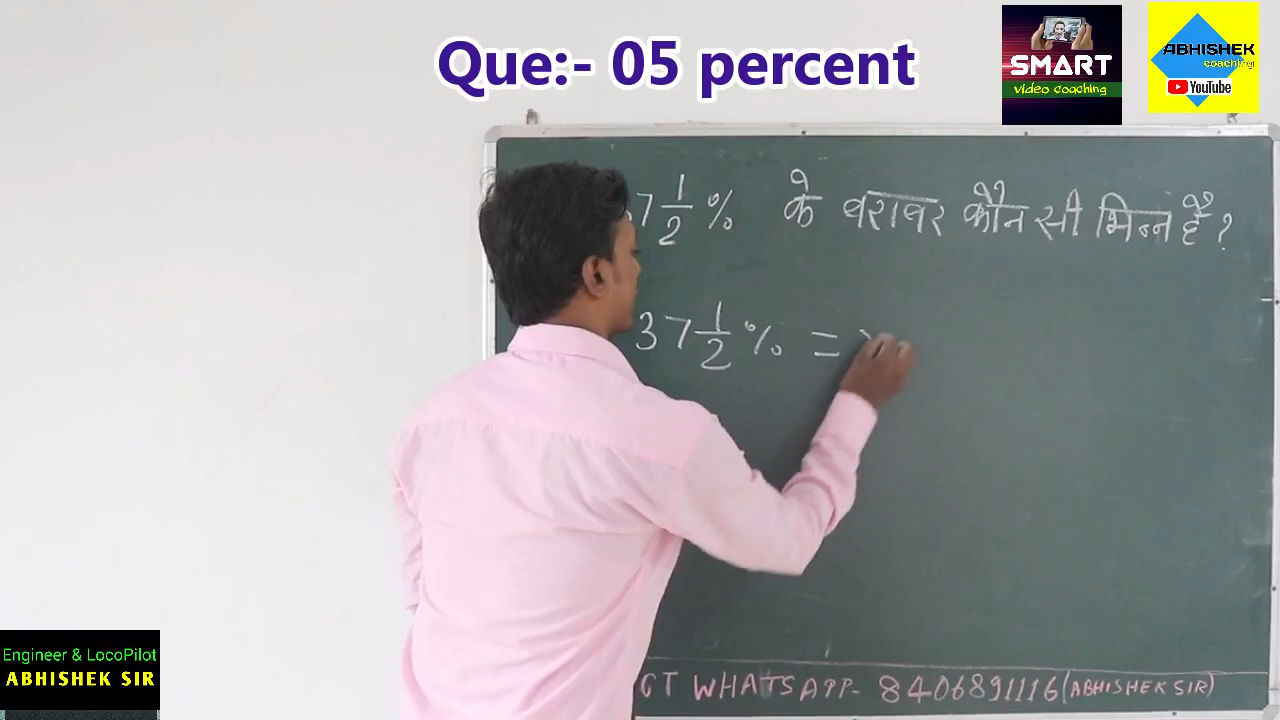 Que:- 05 percent
SMART
video coaching
ABHISHEK
coaching
YouTube
7 1/2 % के बराबर कौन सी भिन्न है ?
37 1/2 % =
CT WHATSAPP- 8406891116 (ABHISHEK SIR)
Engineer & LocoPilot
ABHISHEK SIR